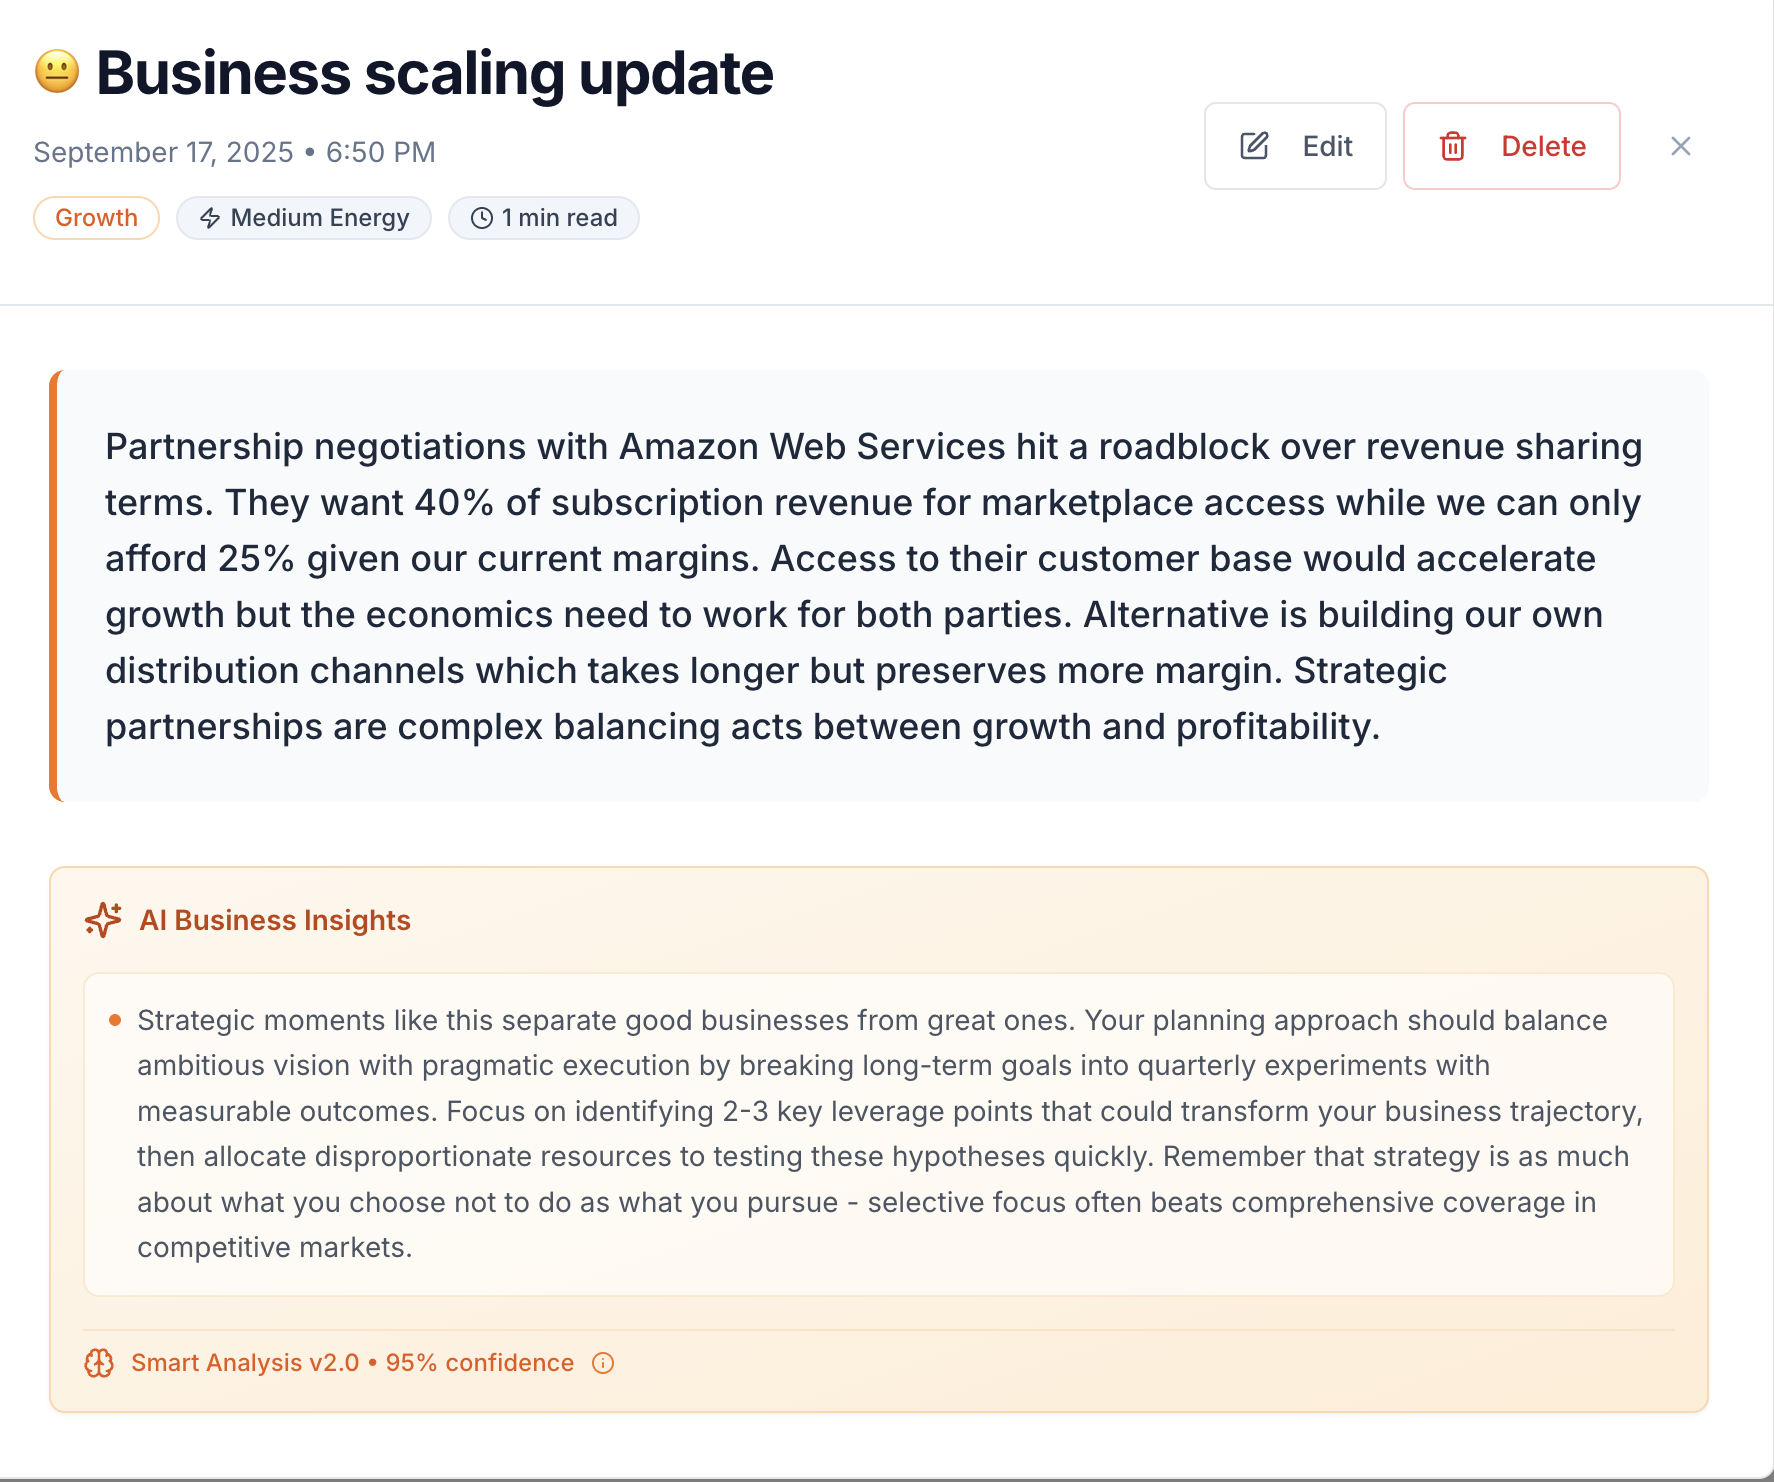 Business scaling update
September 17, 2025 • 6:50 PM
Edit
Delete
Growth
Medium Energy
1 min read
Partnership negotiations with Amazon Web Services hit a roadblock over revenue sharing
terms. They want 40% of subscription revenue for marketplace access while we can only
afford 25% given our current margins. Access to their customer base would accelerate
growth but the economics need to work for both parties. Alternative is building our own
distribution channels which takes longer but preserves more margin. Strategic
partnerships are complex balancing acts between growth and profitability.
AI Business Insights
Strategic moments like this separate good businesses from great ones. Your planning approach should balance
ambitious vision with pragmatic execution by breaking long-term goals into quarterly experiments with
measurable outcomes. Focus on identifying 2-3 key leverage points that could transform your business trajectory,
then allocate disproportionate resources to testing these hypotheses quickly. Remember that strategy is as much
about what you choose not to do as what you pursue - selective focus often beats comprehensive coverage in
competitive markets.
Smart Analysis v2.0 • 95% confidence